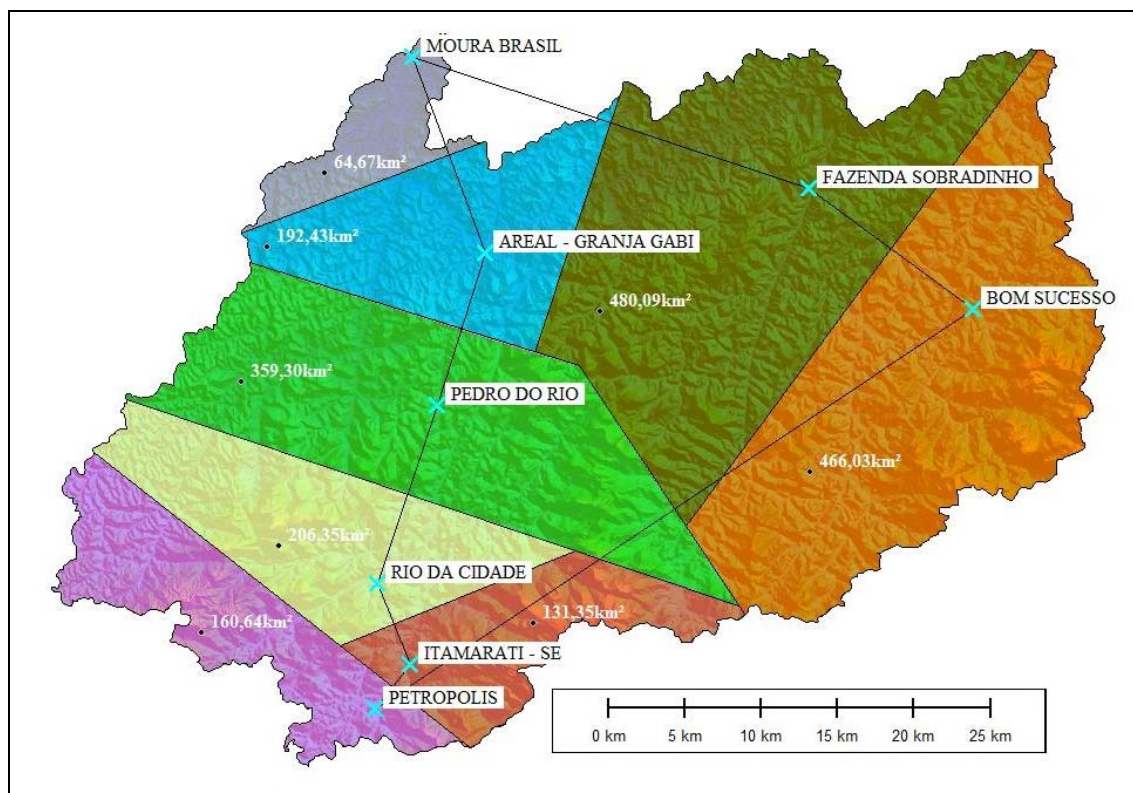 MOURA BRASIL
64,67km²
FAZENDA SOBRADINHO
192,43km²
AREAL - GRANJA GABI
480,09km²
BOM SUCESSO
359,30km²
PEDRO DO RIO
466,03km²
206,35km²
RIO DA CIDADE
131,35km²
160,64km²
ITAMARATI - SE
PETROPOLIS
0 km 5 km 10 km 15 km 20 km 25 km